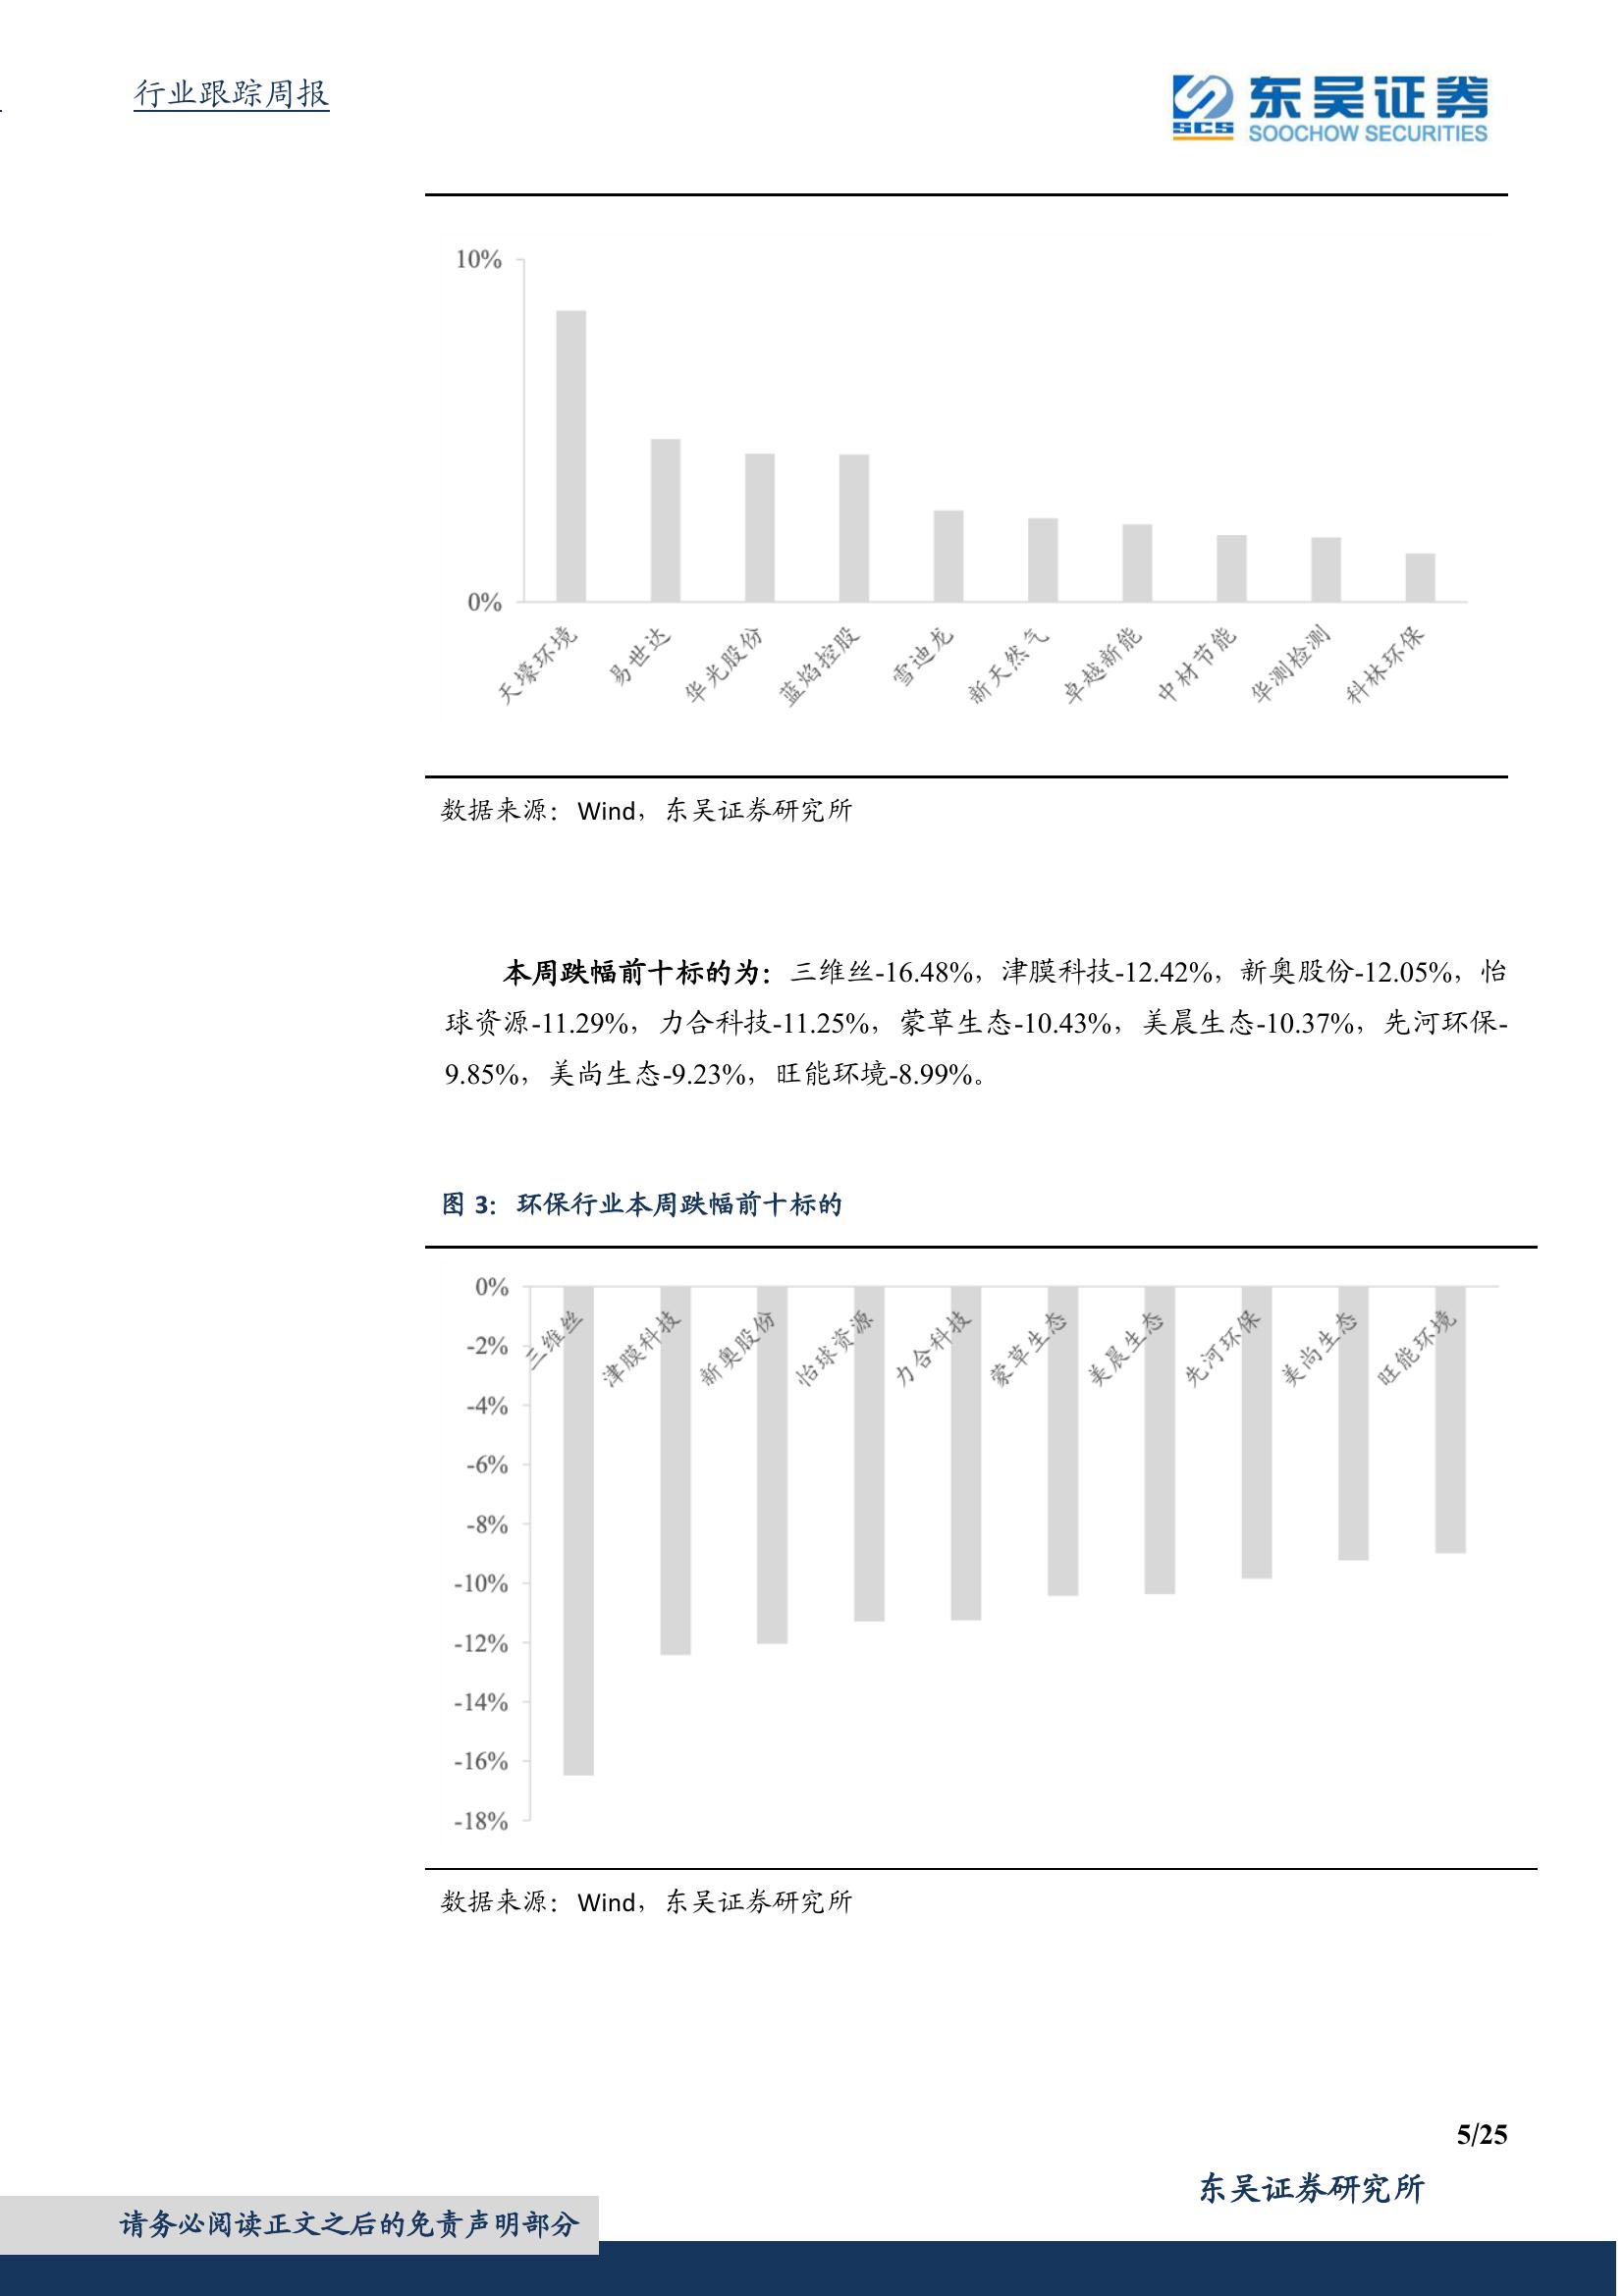 行业跟踪周报
SCS
东吴证券
SOOCHOW SECURITIES
10%
0%
天壕环境
易世达
华光股份
蓝焰控股
雪迪龙
新天然气
卓越新能
中材节能
华测检测
科林环保
数据来源：Wind，东吴证券研究所
本周跌幅前十标的为：三维丝-16.48%，津膜科技-12.42%，新奥股份-12.05%，怡
球资源-11.29%，力合科技-11.25%，蒙草生态-10.43%，美晨生态-10.37%，先河环保-
9.85%，美尚生态-9.23%，旺能环境-8.99%。
图 3：环保行业本周跌幅前十标的
0%
-2%
-4%
-6%
-8%
-10%
-12%
-14%
-16%
-18%
三维丝
津膜科技
新奥股份
怡球资源
力合科技
蒙草生态
美晨生态
先河环保
美尚生态
旺能环境
数据来源：Wind，东吴证券研究所
5/25
东吴证券研究所
请务必阅读正文之后的免责声明部分